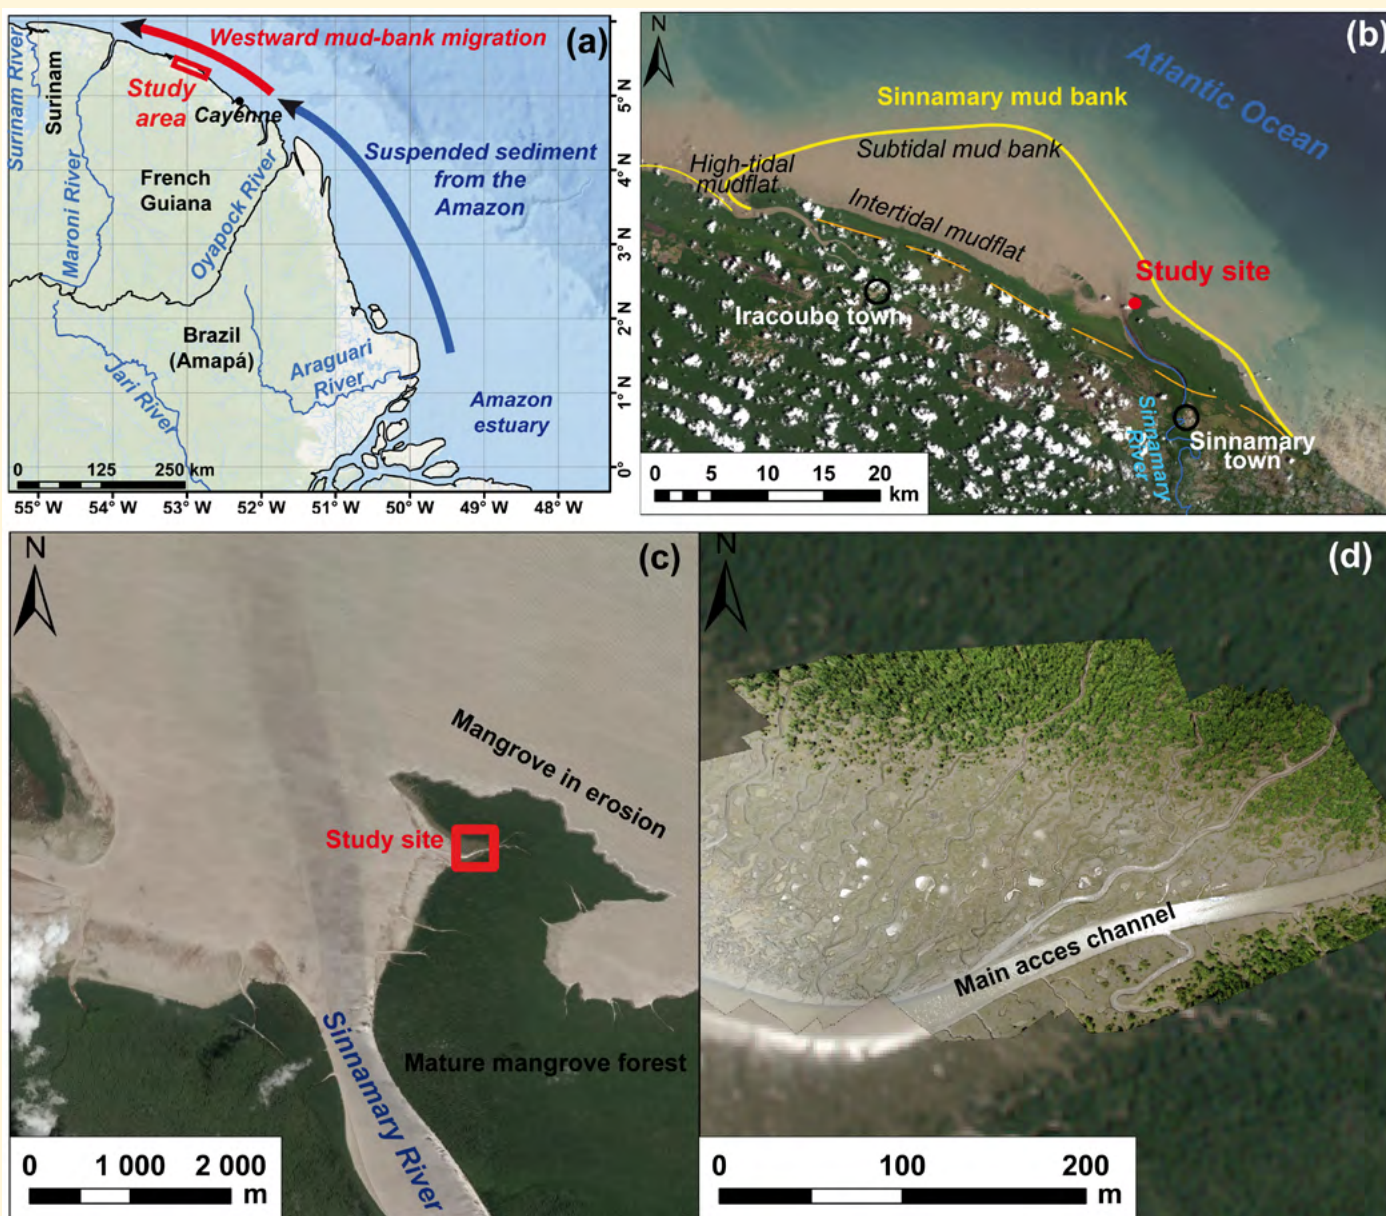 (a)
Westward mud-bank migration
Study
area
Cayenne
Surinam River
Surinam
Maroni River
French
Guiana
Oyapock River
Suspended sediment
from the
Amazon
Brazil
(Amapá)
Jari River
Araguari
River
Amazon
estuary
0 125 250 km
5° N
4° N
3° N
2° N
1° N
0°
55° W 54° W 53° W 52° W 51° W 50° W 49° W 48° W
N
(b)
Atlantic Ocean
Sinnamary mud bank
Subtidal mud bank
High-tidal
mudflat
Intertidal mudflat
Study site
Iracoubo town
Sinnamary
River
Sinnamary
town
0 5 10 15 20
km
N
(c)
Mangrove in erosion
Study site
Mature mangrove forest
Sinnamary River
0 1 000 2 000
m
N
(d)
Main acces channel
0 100 200
m